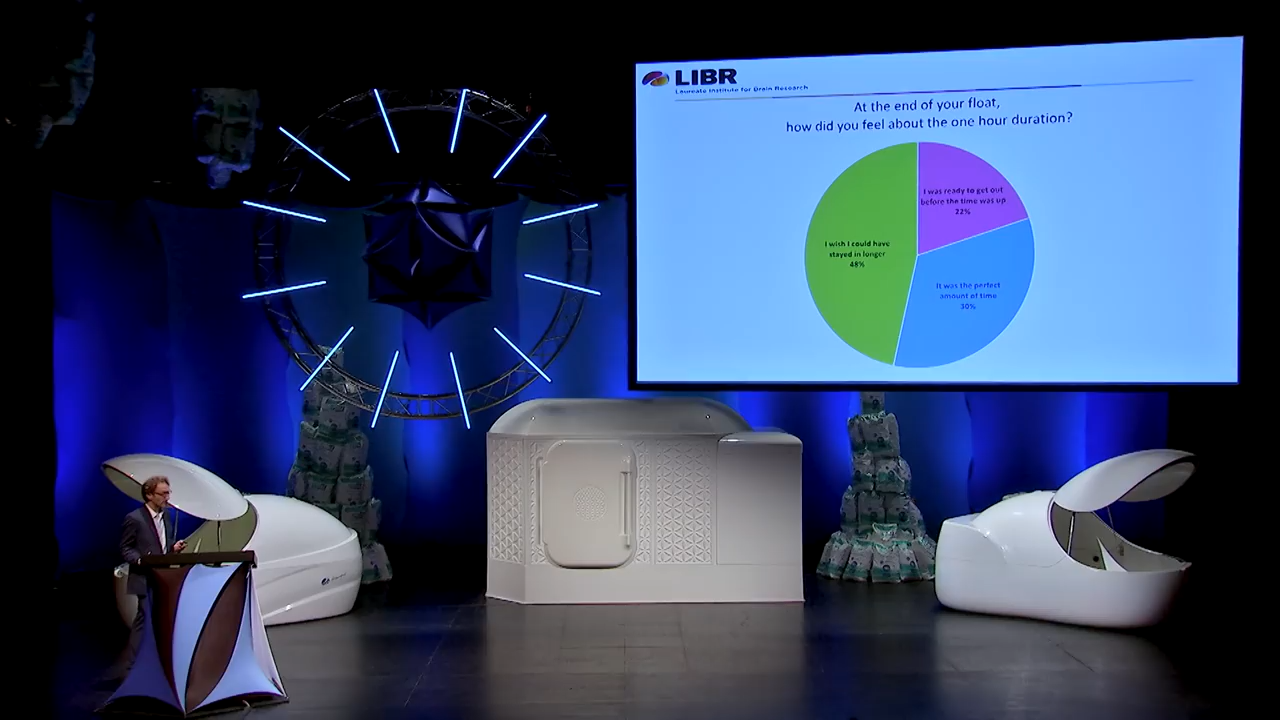 LIBR
Laureate Institute for Brain Research
At the end of your float,
how did you feel about the one hour duration?
I was ready to get out
before the time was up
22%
I wish I could have
stayed in longer
48%
It was the perfect
amount of time
30%